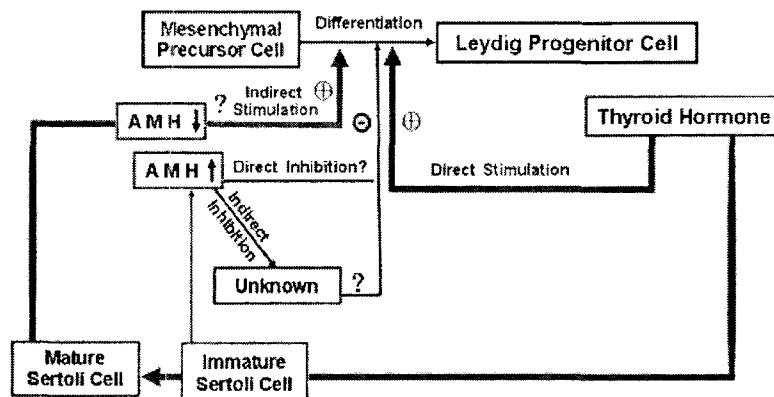 Mesenchymal
Precursor Cell
Differentiation
Leydig Progenitor Cell
? Indirect ⊕
Stimulation
⊖ ⊕
AMH ↓
Thyroid Hormone
AMH ↑
Direct Inhibition?
Direct Stimulation
Indirect
Inhibition
Unknown
?
Mature
Sertoli Cell
Immature
Sertoli Cell